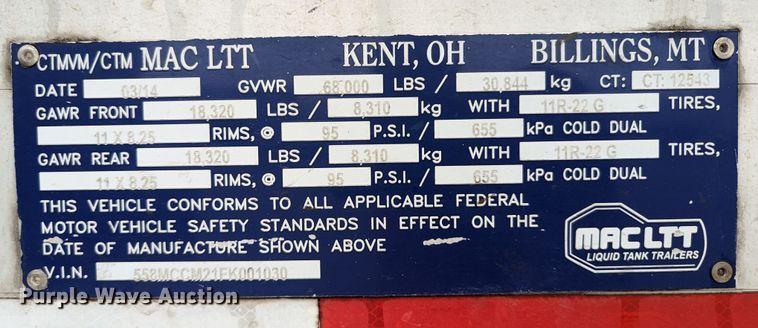 CTMVM/CTM MAC LTT KENT, OH BILLINGS, MT
DATE 03/14 GVWR 68,000 LBS / 30,844 kg CT: CT: 12543
GAWR FRONT 18,320 LBS / 8,310 kg WITH 11R-22 G TIRES,
11 X 8.25 RIMS, @ 95 P.S.I. / 655 kPa COLD DUAL
GAWR REAR 18,320 LBS / 8,310 kg WITH 11R-22 G TIRES,
11 X 8.25 RIMS, @ 95 P.S.I. / 655 kPa COLD DUAL
THIS VEHICLE CONFORMS TO ALL APPLICABLE FEDERAL
MOTOR VEHICLE SAFETY STANDARDS IN EFFECT ON THE
DATE OF MANUFACTURE SHOWN ABOVE
MAC LTT
LIQUID TANK TRAILERS
V.I.N. 558MCCM21EK001030
Purple Wave Auction